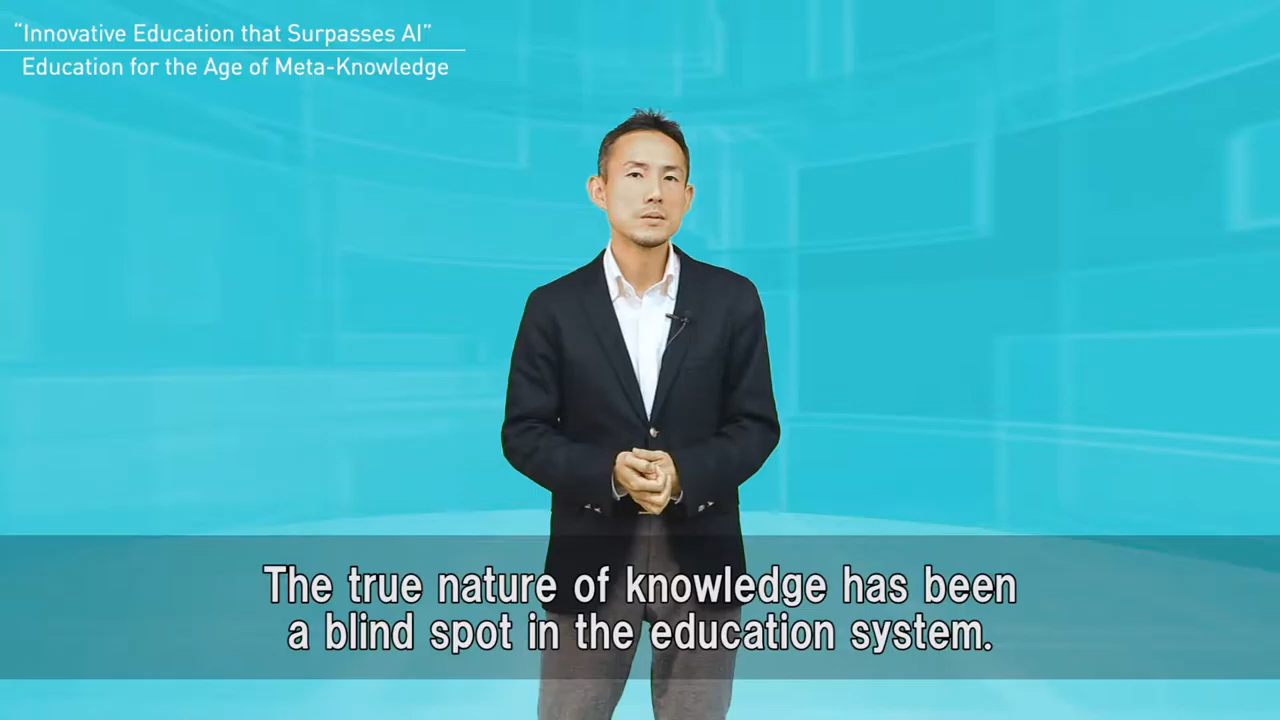 “Innovative Education that Surpasses AI”
Education for the Age of Meta-Knowledge
The true nature of knowledge has been
a blind spot in the education system.